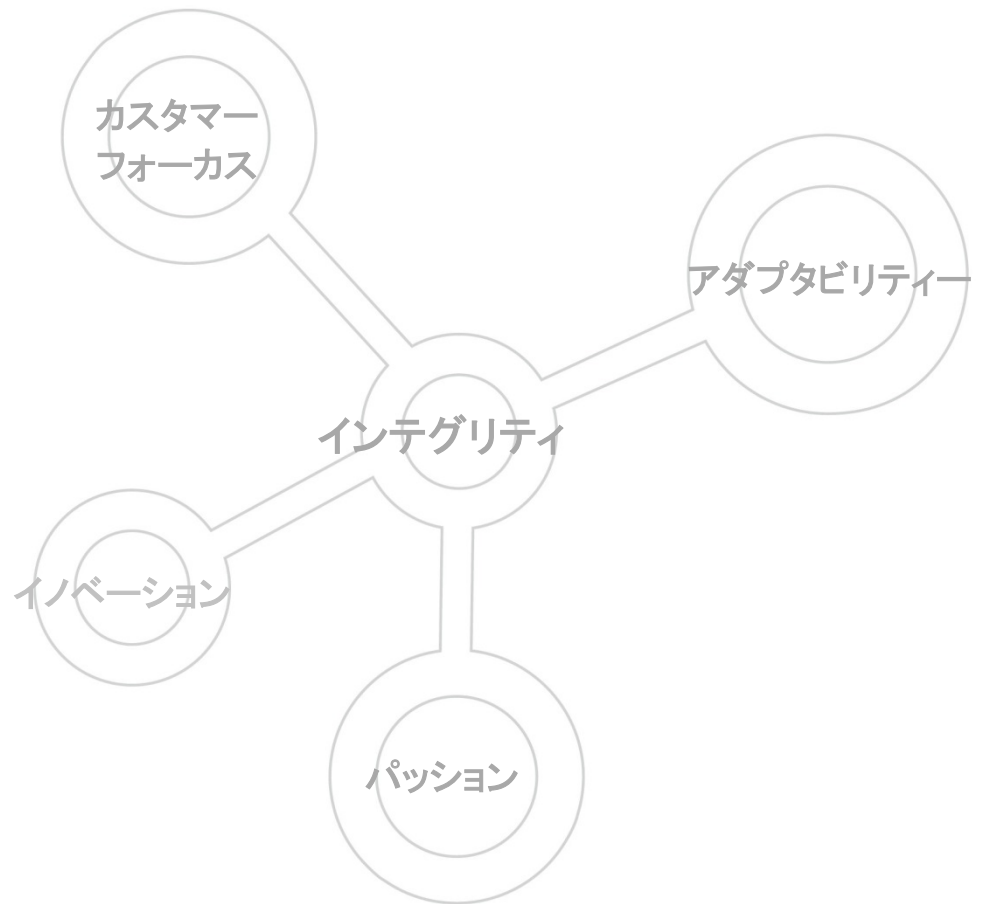 カスタマー
フォーカス
アダプタビリティー
インテグリティ
イノベーション
パッション